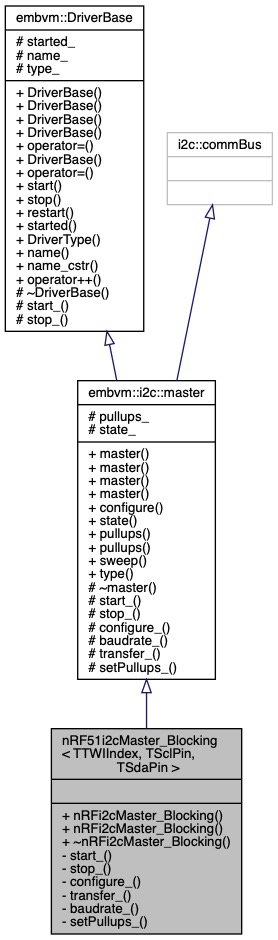 embvm::DriverBase
# started_
# name_
# type_
+ DriverBase()
+ DriverBase()
+ DriverBase()
+ DriverBase()
+ operator=()
+ DriverBase()
+ operator=()
+ start()
+ stop()
+ restart()
+ started()
+ DriverType()
+ name()
+ name_cstr()
+ operator++()
# ~DriverBase()
# start_()
# stop_()
i2c::commBus
embvm::i2c::master
# pullups_
# state_
+ master()
+ master()
+ master()
+ master()
+ configure()
+ state()
+ pullups()
+ pullups()
+ sweep()
+ type()
# ~master()
# start_()
# stop_()
# configure_()
# baudrate_()
# transfer_()
# setPullups_()
nRF51i2cMaster_Blocking
< TTWIIndex, TSclPin,
TSdaPin >
+ nRFi2cMaster_Blocking()
+ nRFi2cMaster_Blocking()
+ ~nRFi2cMaster_Blocking()
- start_()
- stop_()
- configure_()
- transfer_()
- baudrate_()
- setPullups_()